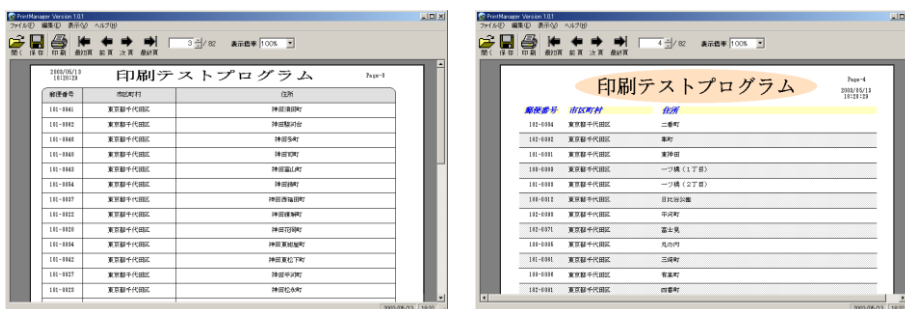 PrintManager Version 1.0.1
ファイル(F) 編集(E) 表示(V) ヘルプ(H)
開く 保存 印刷 最初頁 前頁 次頁 最終頁 3 / 82 表示倍率 100%
2003/05/13
18:20:29
印刷テストプログラム
Page-3
郵便番号 市区町村 住所
101-0041 東京都千代田区 神田須田町
101-0062 東京都千代田区 神田駿河台
101-0046 東京都千代田区 神田多町
東京都千代田区 神田司町
101-0043 東京都千代田区 神田富山町
101-0054 東京都千代田区 神田錦町
101-0037 東京都千代田区 神田西福田町
101-0022 東京都千代田区 神田練塀町
101-0028 東京都千代田区 神田花岡町
東京都千代田区 神田東紺屋町
101-0042 東京都千代田区 神田東松下町
101-0027 東京都千代田区 神田平河町
101-0023 東京都千代田区 神田松永町
PrintManager Version 1.0.1
ファイル(F) 編集(E) 表示(V) ヘルプ(H)
開く 保存 印刷 最初頁 前頁 次頁 最終頁 4 / 82 表示倍率 100%
印刷テストプログラム
Page-4
2003/05/13
18:20:29
郵便番号 市区町村 住所
102-0084 東京都千代田区 二番町
102-0092 東京都千代田区 隼町
101-0031 東京都千代田区 東神田
100-0003 東京都千代田区 一ツ橋(1丁目)
101-0003 東京都千代田区 一ツ橋(2丁目)
100-0012 東京都千代田区 日比谷公園
102-0093 東京都千代田区 平河町
102-0071 東京都千代田区 富士見
100-0005 東京都千代田区 丸の内
101-0061 東京都千代田区 三崎町
100-0006 東京都千代田区 有楽町
102-0081 東京都千代田区 四番町